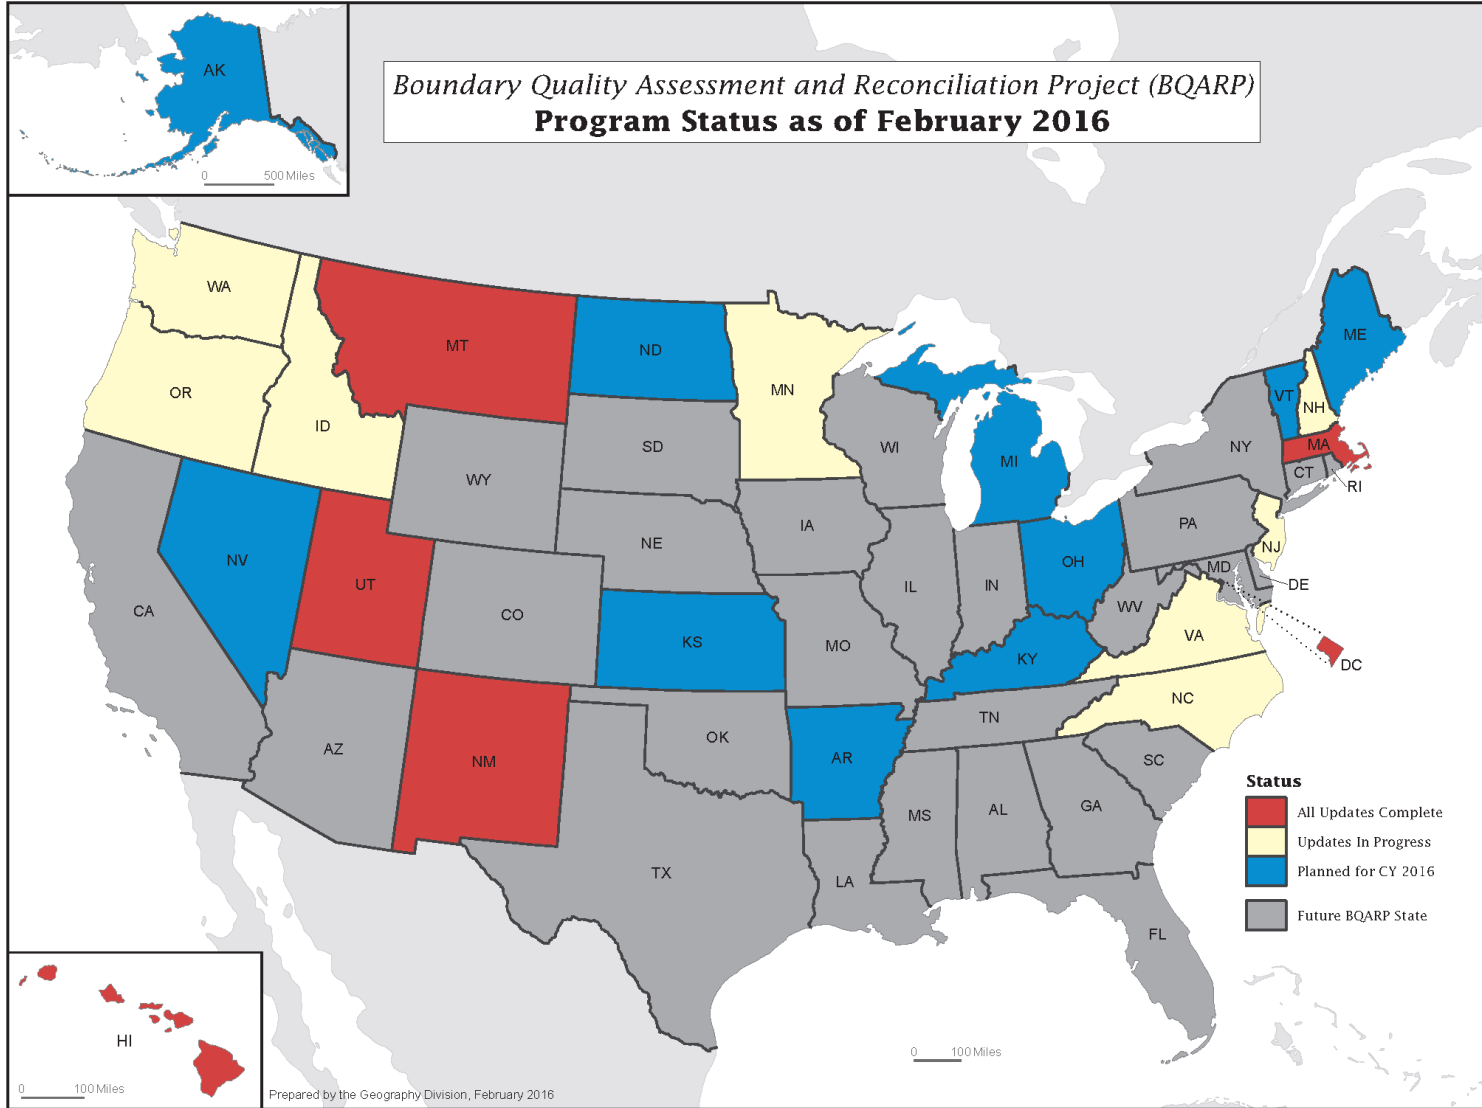 Boundary Quality Assessment and Reconciliation Project (BQARP)
Program Status as of February 2016
AK
0 500 Miles
WA
OR
ID
MT
ND
MN
SD
WY
WI
MI
ME
VT
NH
NY
MA
CT
RI
NV
UT
CA
CO
NE
IA
IL
IN
OH
PA
NJ
MD
DE
WV
VA
DC
KS
MO
KY
NC
TN
AZ
NM
OK
AR
SC
MS
AL
GA
TX
LA
FL
Status
All Updates Complete
Updates In Progress
Planned for CY 2016
Future BQARP State
HI
0 100 Miles
0 100 Miles
Prepared by the Geography Division, February 2016